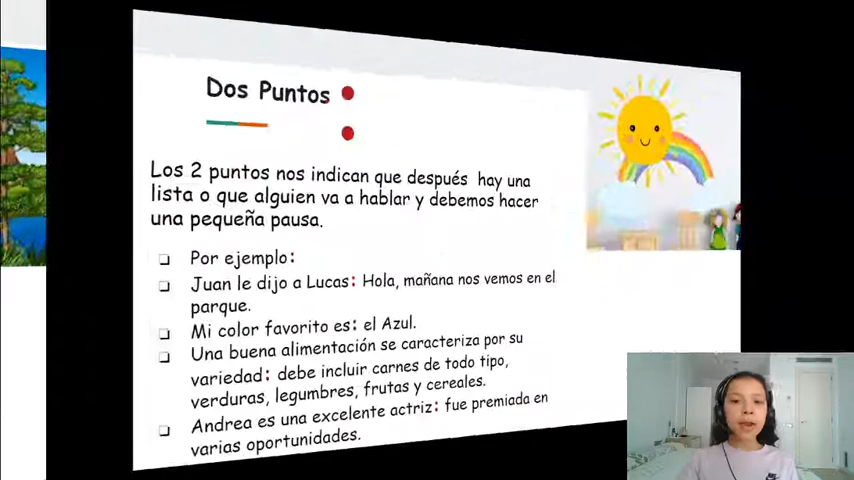 Dos Puntos :
Los 2 puntos nos indican que después hay una
lista o que alguien va a hablar y debemos hacer
una pequeña pausa.
Por ejemplo:
Juan le dijo a Lucas: Hola, mañana nos vemos en el
parque.
Mi color favorito es: el Azul.
Una buena alimentación se caracteriza por su
variedad: debe incluir carnes de todo tipo,
verduras, legumbres, frutas y cereales.
Andrea es una excelente actriz: fue premiada en
varias oportunidades.